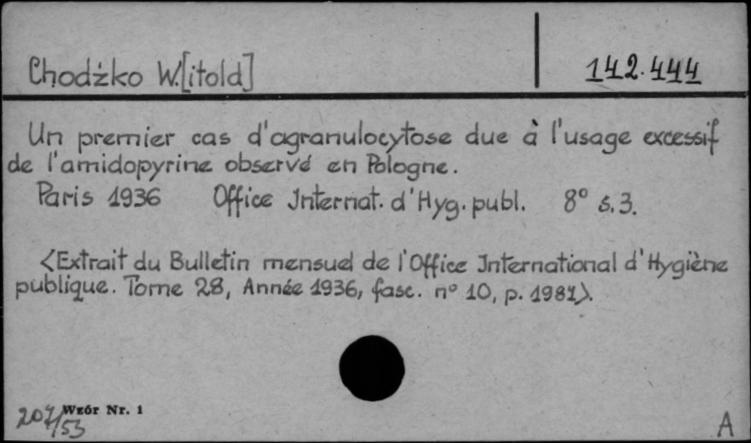 Chodźko W.[itold]
142.444
Un premier cas d'agranulocytose due à l'usage excessif
de l'amidopyrine observé en Pologne.
Paris 1936 Office Internat. d'Hyg. publ. 8° s.3.
<Extrait du Bulletin mensuel de l'Office International d'Hygiène
publique. Tome 28, Année 1936, fasc. n° 10, p. 1981>.
Wzór Nr. 1
207/53
A